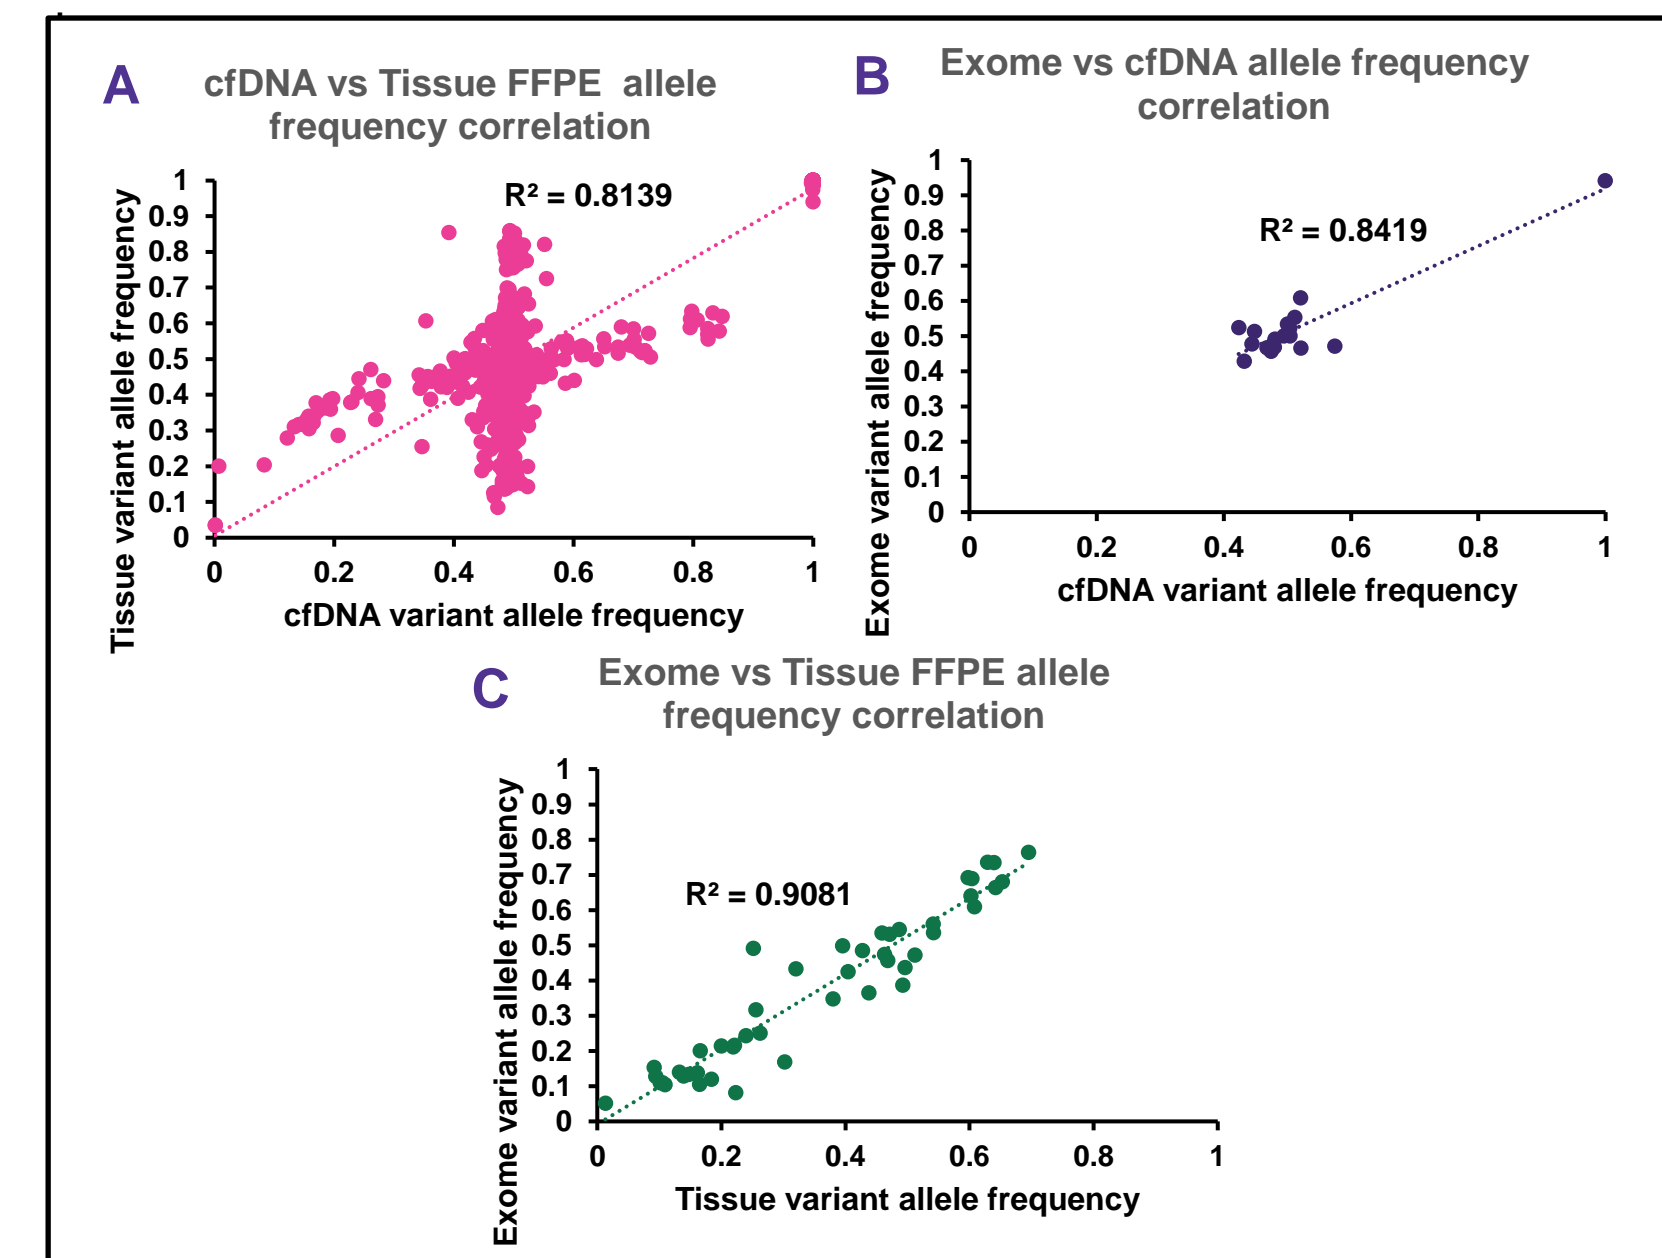 A
cfDNA vs Tissue FFPE allele
frequency correlation
R² = 0.8139
Tissue variant allele frequency
1
0.9
0.8
0.7
0.6
0.5
0.4
0.3
0.2
0.1
0
0 0.2 0.4 0.6 0.8 1
cfDNA variant allele frequency
B
Exome vs cfDNA allele frequency
correlation
R² = 0.8419
Exome variant allele frequency
1
0.9
0.8
0.7
0.6
0.5
0.4
0.3
0.2
0.1
0
0 0.2 0.4 0.6 0.8 1
cfDNA variant allele frequency
C
Exome vs Tissue FFPE allele
frequency correlation
R² = 0.9081
Exome variant allele frequency
1
0.9
0.8
0.7
0.6
0.5
0.4
0.3
0.2
0.1
0
0 0.2 0.4 0.6 0.8 1
Tissue variant allele frequency